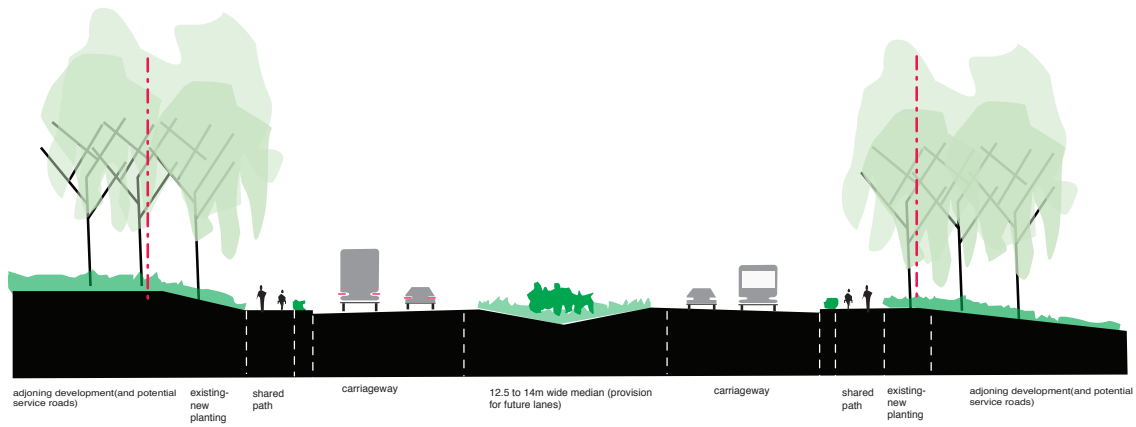 adjoning development(and potential
service roads)
existing-
new
planting
shared
path
carriageway
12.5 to 14m wide median (provision
for future lanes)
carriageway
shared
path
existing-
new
planting
adjoning development(and potential
service roads)